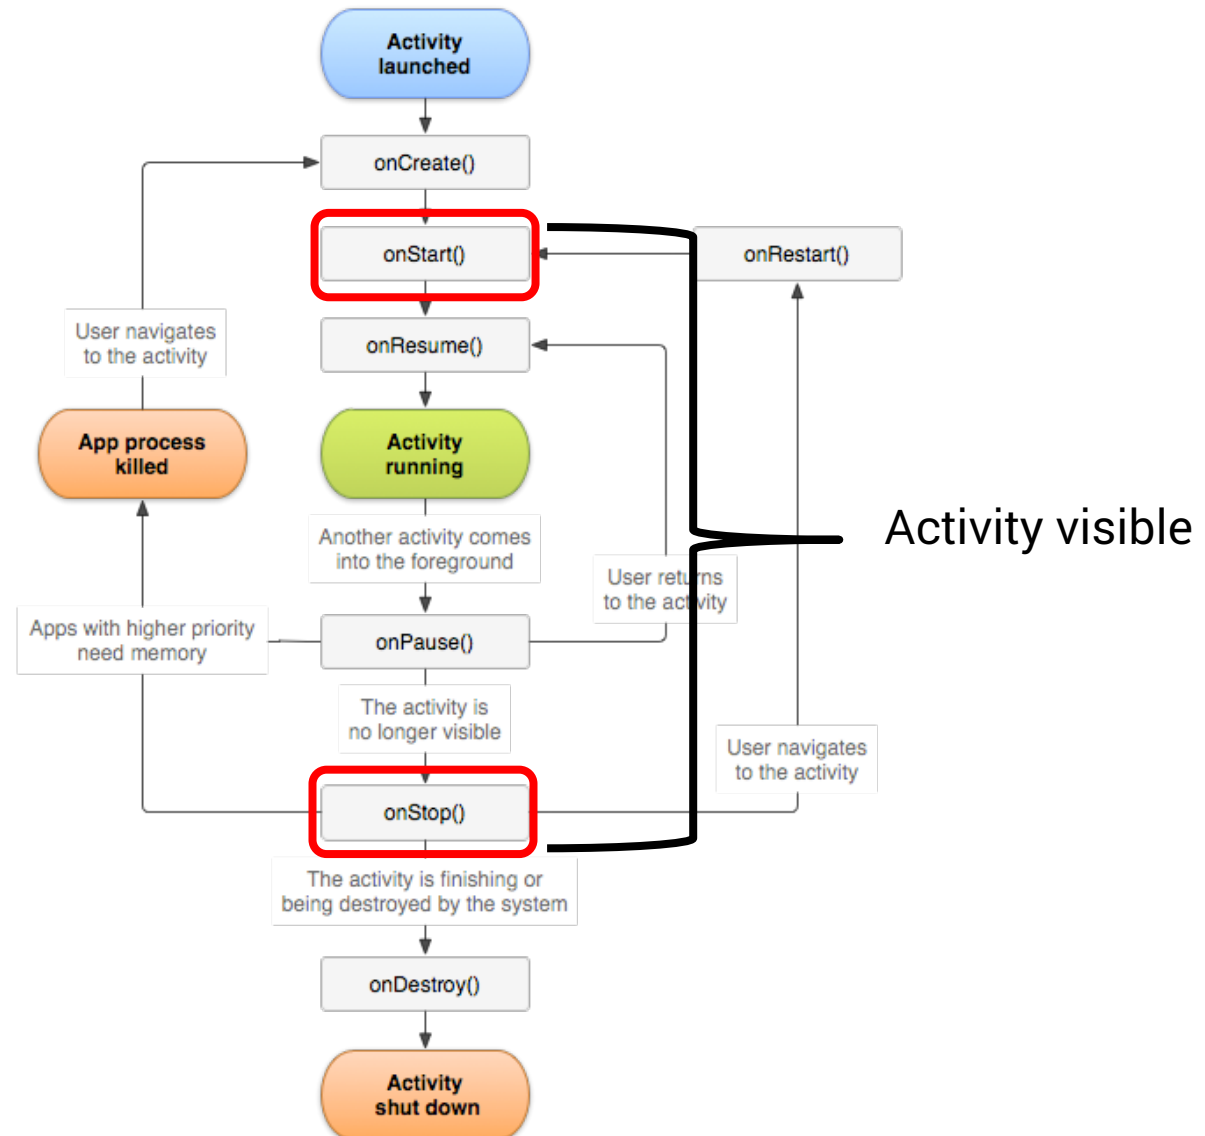 Activity
launched
onCreate()
onStart()
onRestart()
onResume()
User navigates
to the activity
App process
killed
Activity
running
Another activity comes
into the foreground
Activity visible
User returns
to the activity
Apps with higher priority
need memory
onPause()
The activity is
no longer visible
User navigates
to the activity
onStop()
The activity is finishing or
being destroyed by the system
onDestroy()
Activity
shut down